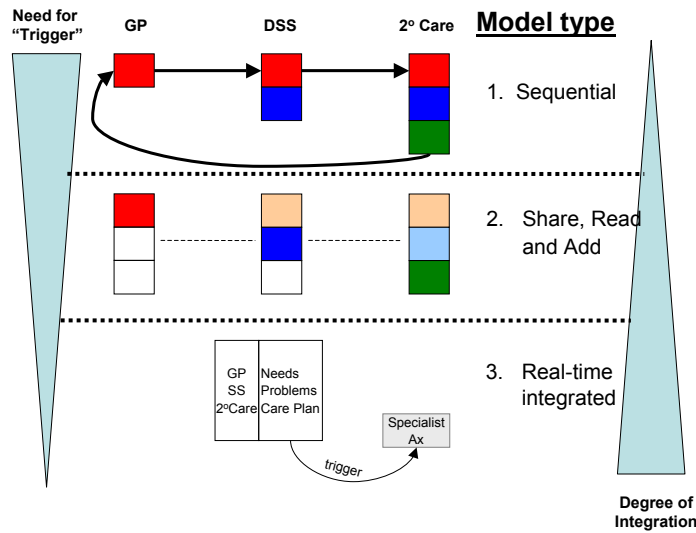 Need for
“Trigger”
GP
DSS
2º Care
Model type
1. Sequential
2. Share, Read
and Add
3. Real-time
integrated
GP
SS
2ºCare
Needs
Problems
Care Plan
Specialist
Ax
trigger
Degree of
Integration